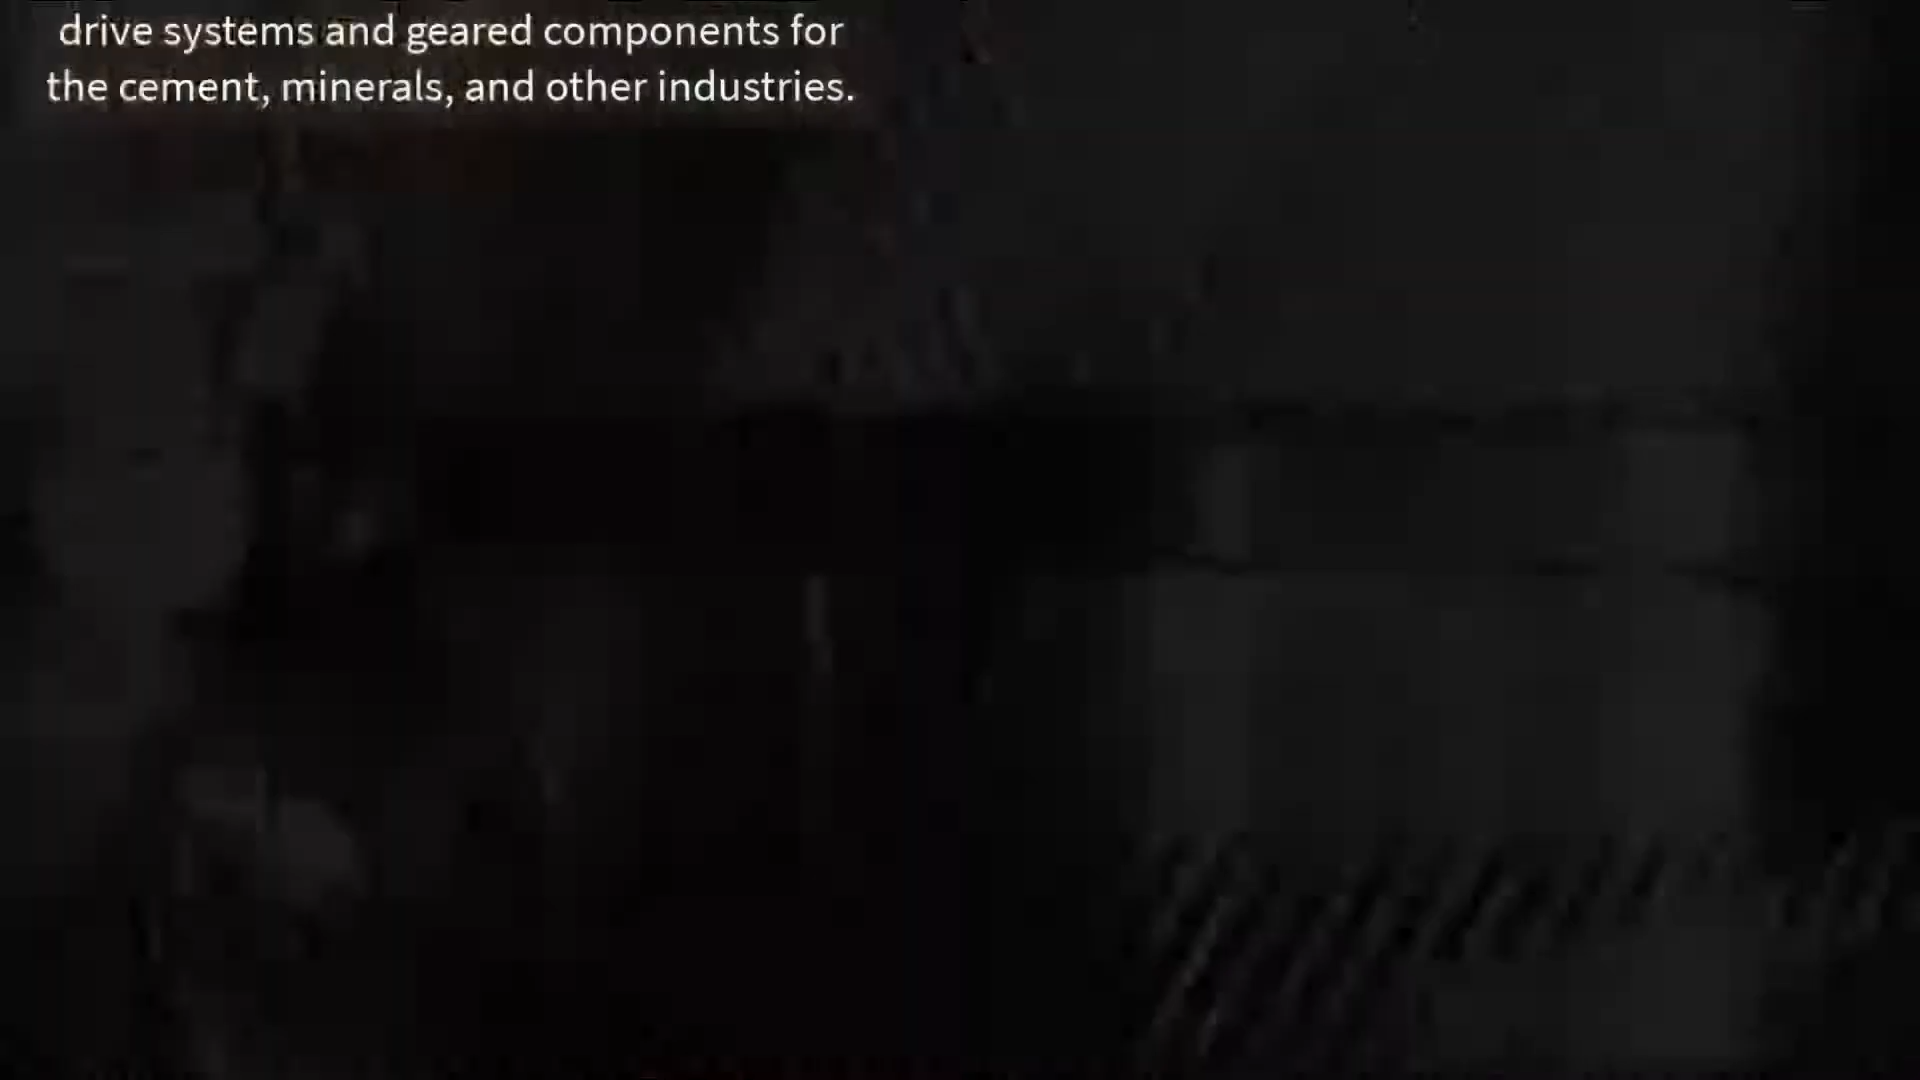 drive systems and geared components for
the cement, minerals, and other industries.